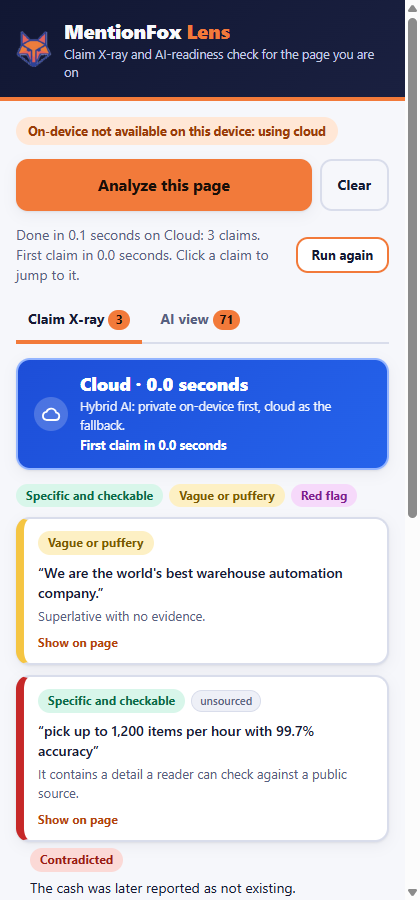 MentionFox Lens
Claim X-ray and AI-readiness check for the page you are
on
On-device not available on this device: using cloud
Analyze this page
Clear
Done in 0.1 seconds on Cloud: 3 claims.
First claim in 0.0 seconds. Click a claim to
jump to it.
Run again
Claim X-ray 3
AI view 71
Cloud · 0.0 seconds
Hybrid AI: private on-device first, cloud as the
fallback.
First claim in 0.0 seconds
Specific and checkable
Vague or puffery
Red flag
Vague or puffery
“We are the world's best warehouse automation
company.”
Superlative with no evidence.
Show on page
Specific and checkable
unsourced
“pick up to 1,200 items per hour with 99.7%
accuracy”
It contains a detail a reader can check against a public
source.
Show on page
Contradicted
The cash was later reported as not existing.